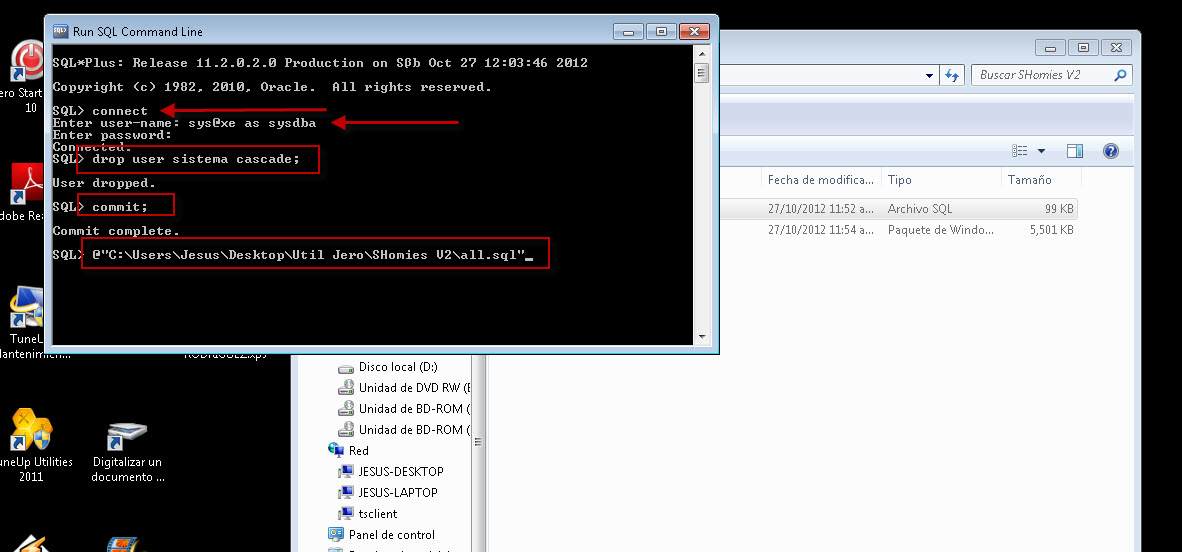 Run SQL Command Line
SQL*Plus: Release 11.2.0.2.0 Production on Sβb Oct 27 12:03:46 2012
Copyright (c) 1982, 2010, Oracle.  All rights reserved.
SQL> connect
Enter user-name: sys@xe as sysdba
Enter password:
Connected.
SQL> drop user sistema cascade;
User dropped.
SQL> commit;
Commit complete.
SQL> @"C:\Users\Jesus\Desktop\Util Jero\SHomies V2\all.sql"_
Buscar SHomies V2
Fecha de modifica... Tipo Tamaño
27/10/2012 11:52 a... Archivo SQL 99 KB
27/10/2012 11:54 a... Paquete de Windo... 5,501 KB
ero Start
10
dobe Rea
TuneU
lantenimien...
uneUp Utilities
2011
Digitalizar un
documento ...
Disco local (D:)
Unidad de DVD RW (E
Unidad de BD-ROM (
Unidad de BD-ROM (
Red
JESUS-DESKTOP
JESUS-LAPTOP
tsclient
Panel de control